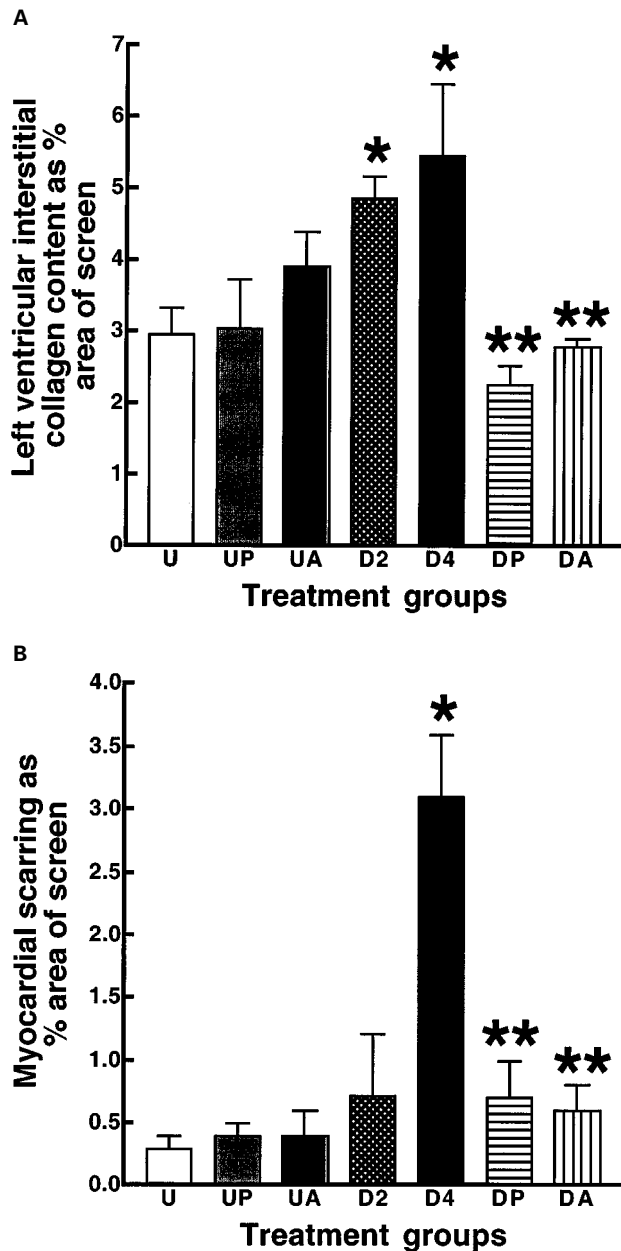 A
Left ventricular interstitial
collagen content as %
area of screen
7
6
5
4
3
2
1
0
*
*
**
**
U UP UA D2 D4 DP DA
Treatment groups
B
Myocardial scarring as
% area of screen
4.0
3.5
3.0
2.5
2.0
1.5
1.0
0.5
0.0
*
**
**
U UP UA D2 D4 DP DA
Treatment groups